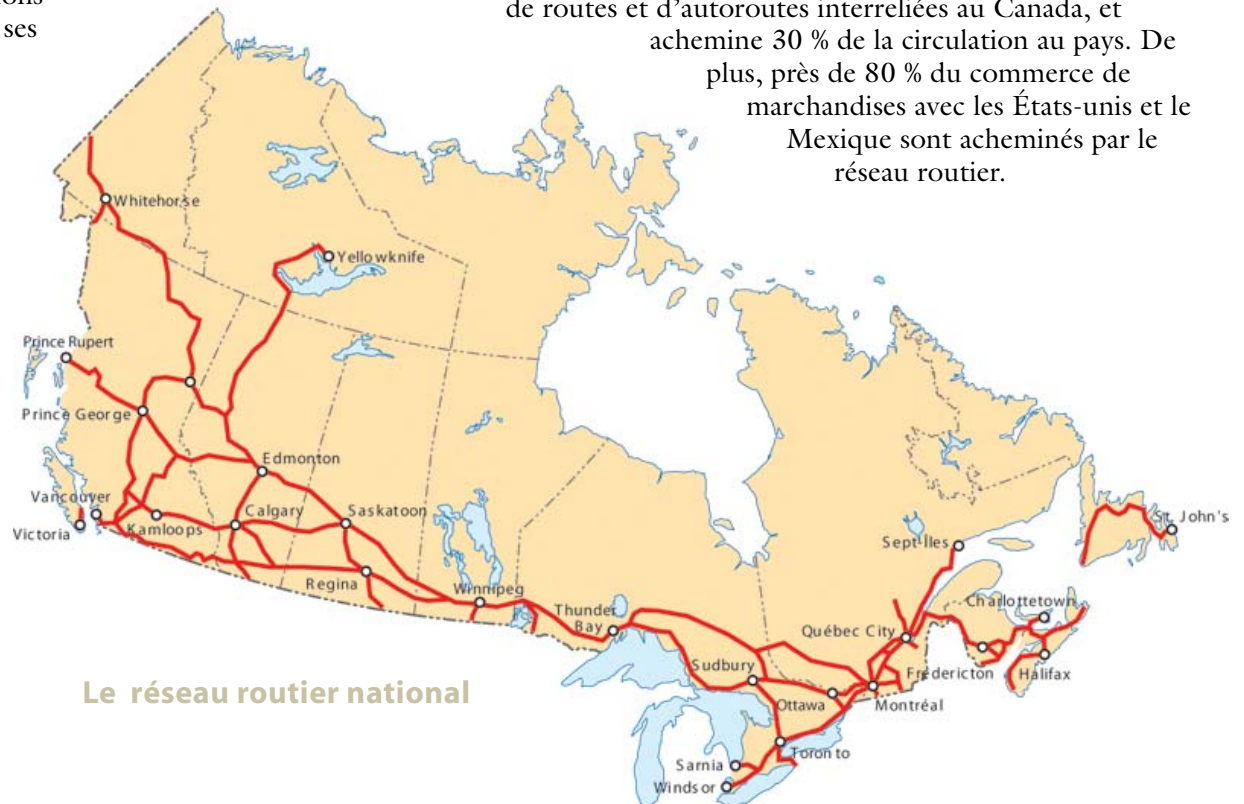 ons
ses
de routes et d’autoroutes interreliées au Canada, et
achemine 30 % de la circulation au pays. De
plus, près de 80 % du commerce de
marchandises avec les États-unis et le
Mexique sont acheminés par le
réseau routier.
Whitehorse
Yellowknife
Prince Rupert
Prince George
Edmonton
Vancouver
Calgary
Saskatoon
Victoria
Kamloops
Regina
Winnipeg
Thunder
Bay
St. John's
Sept-Îles
Charlottetown
Québec City
Sudbury
Fredericton
Halifax
Ottawa
Montréal
Toronto
Sarnia
Windsor
Le réseau routier national